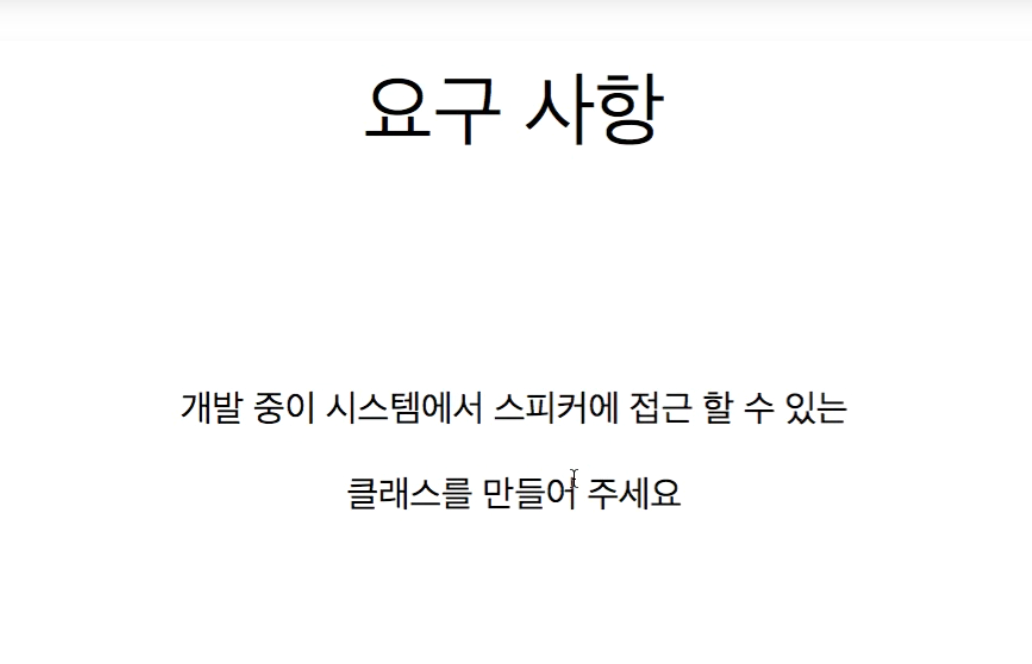 요구 사항
개발 중이 시스템에서 스피커에 접근 할 수 있는
클래스를 만들어 주세요